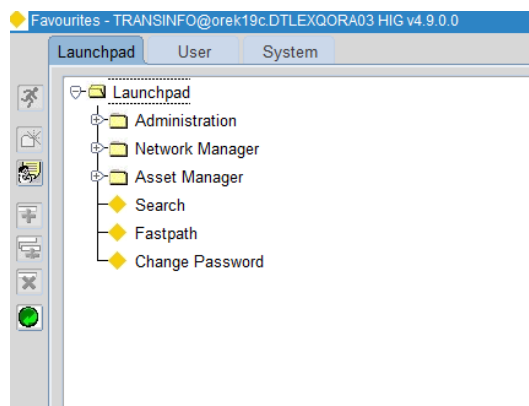 Favourites - TRANSINFO@orek19c.DTLEXQORA03 HIG v4.9.0.0
Launchpad User System
Launchpad
Administration
Network Manager
Asset Manager
Search
Fastpath
Change Password